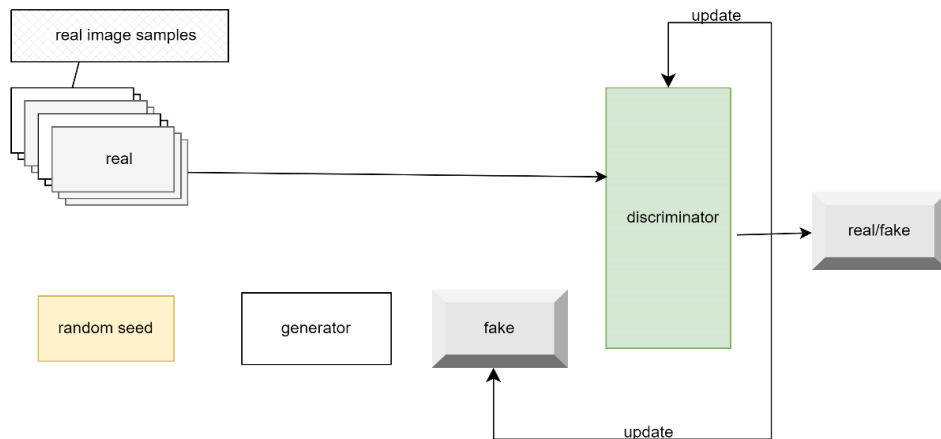 update
real image samples
real
discriminator
real/fake
random seed
generator
fake
update